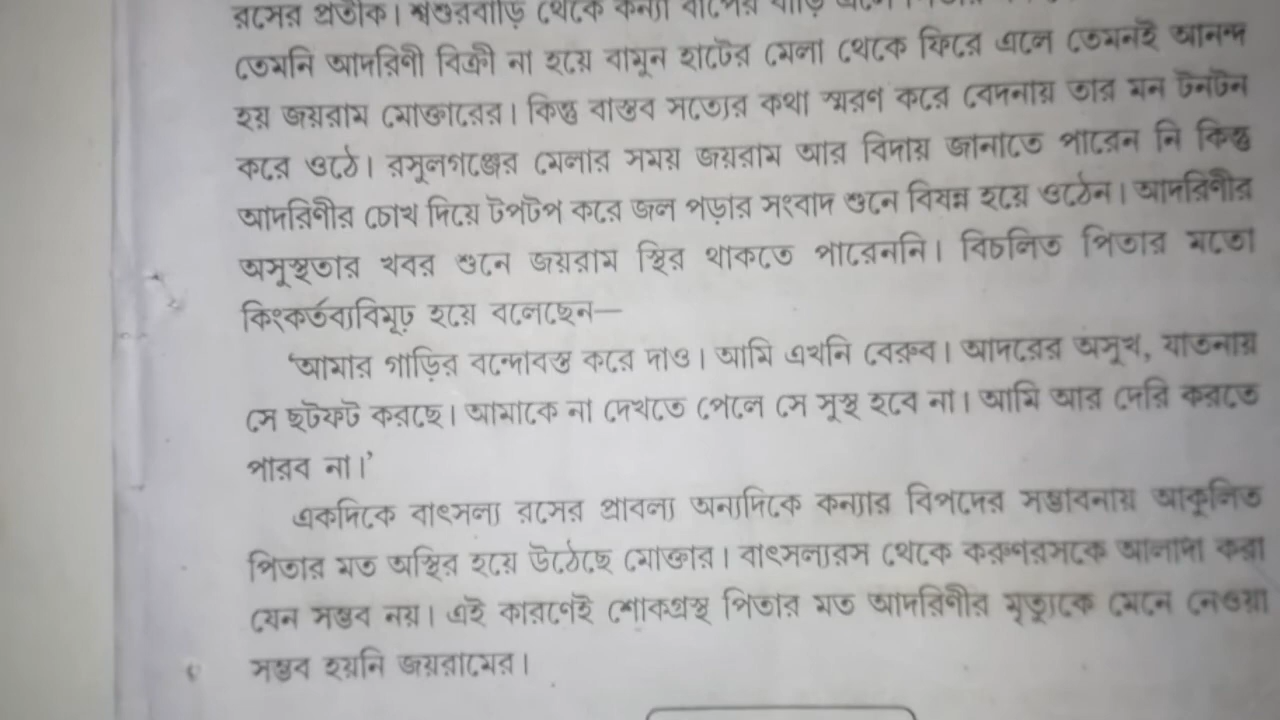 রসের প্রতীক। শ্বশুরবাড়ি থেকে কন্যা বাপের বাড়ি এলে
তেমনি আদরিণী বিক্রী না হয়ে বামুন হাটের মেলা থেকে ফিরে এলে তেমনই আনন্দ
হয় জয়রাম মোক্তারের। কিন্তু বাস্তব সত্যের কথা স্মরণ করে বেদনায় তার মন টনটন
করে ওঠে। রসুলগঞ্জের মেলার সময় জয়রাম আর বিদায় জানাতে পারেন নি কিন্তু
আদরিণীর চোখ দিয়ে টপটপ করে জল পড়ার সংবাদ শুনে বিষন্ন হয়ে ওঠেন। আদরিণীর
অসুস্থতার খবর শুনে জয়রাম স্থির থাকতে পারেননি। বিচলিত পিতার মতো
কিংকর্তব্যবিমূঢ় হয়ে বলেছেন—
‘আমার গাড়ির বন্দোবস্ত করে দাও। আমি এখনি বেরুব। আদরের অসুখ, যাতনায়
সে ছটফট করছে। আমাকে না দেখতে পেলে সে সুস্থ হবে না। আমি আর দেরি করতে
পারব না।’
একদিকে বাৎসল্য রসের প্রাবল্য অন্যদিকে কন্যার বিপদের সম্ভাবনায় আকুলিত
পিতার মত অস্থির হয়ে উঠেছে মোক্তার। বাৎসল্যরস থেকে করুণরসকে আলাদা করা
যেন সম্ভব নয়। এই কারণেই শোকগ্রস্থ পিতার মত আদরিণীর মৃত্যুকে মেনে নেওয়া
সম্ভব হয়নি জয়রামের।